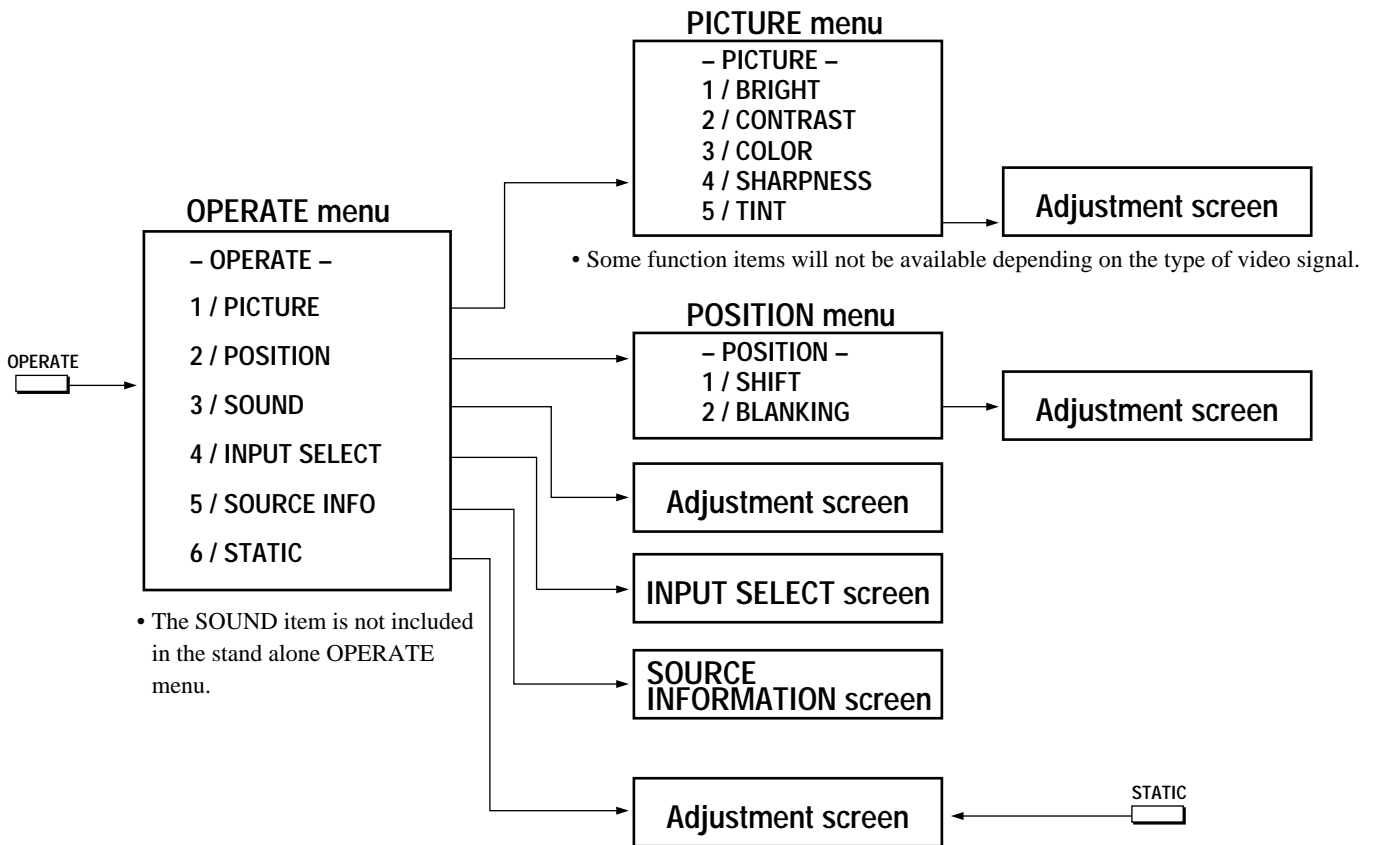 PICTURE menu
– PICTURE –
1 / BRIGHT
2 / CONTRAST
3 / COLOR
4 / SHARPNESS
5 / TINT
Adjustment screen
• Some function items will not be available depending on the type of video signal.
OPERATE menu
– OPERATE –
1 / PICTURE
2 / POSITION
3 / SOUND
4 / INPUT SELECT
5 / SOURCE INFO
6 / STATIC
OPERATE
• The SOUND item is not included
in the stand alone OPERATE
menu.
POSITION menu
– POSITION –
1 / SHIFT
2 / BLANKING
Adjustment screen
Adjustment screen
INPUT SELECT screen
SOURCE
INFORMATION screen
Adjustment screen
STATIC